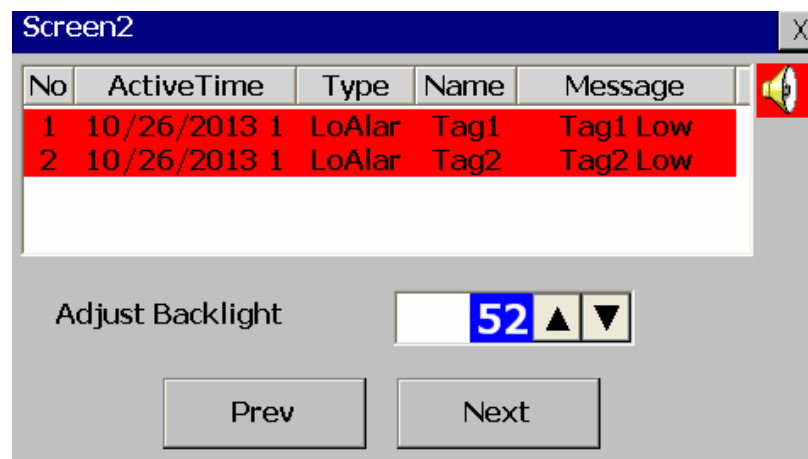 Screen2 X
No ActiveTime Type Name Message
1 10/26/2013 1 LoAlar Tag1 Tag1 Low
2 10/26/2013 1 LoAlar Tag2 Tag2 Low
Adjust Backlight 52
Prev Next